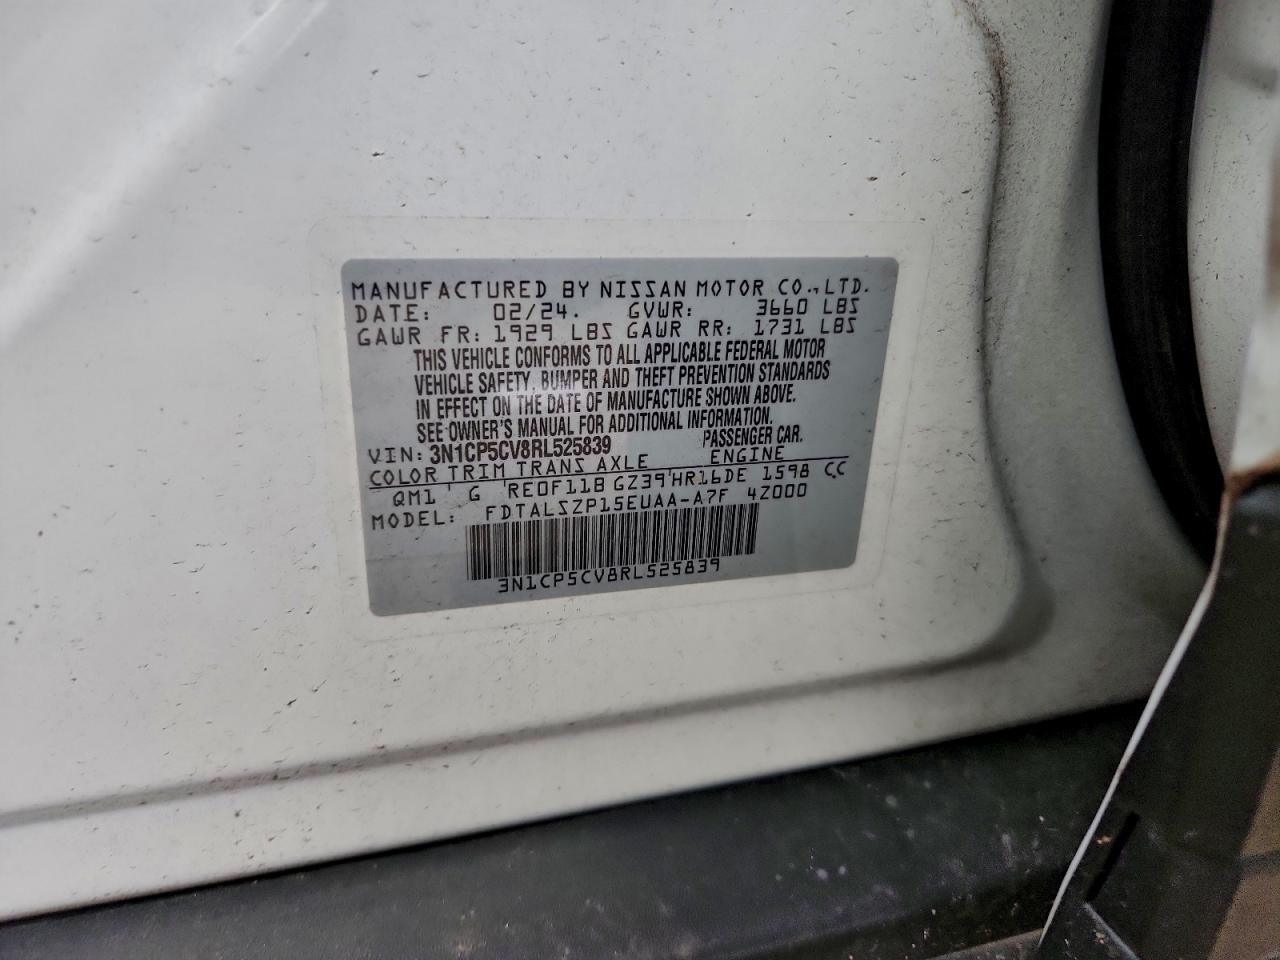 MANUFACTURED BY NISSAN MOTOR CO.,LTD.
DATE: 02/24. GVWR: 3660 LBS
GAWR FR: 1929 LBS GAWR RR: 1731 LBS
THIS VEHICLE CONFORMS TO ALL APPLICABLE FEDERAL MOTOR
VEHICLE SAFETY, BUMPER AND THEFT PREVENTION STANDARDS
IN EFFECT ON THE DATE OF MANUFACTURE SHOWN ABOVE.
SEE OWNER'S MANUAL FOR ADDITIONAL INFORMATION.
VIN: 3N1CP5CV8RL525839 PASSENGER CAR.
COLOR TRIM TRANS AXLE ENGINE
QM1 G RE0F11B GZ39 HR16DE 1598 CC
MODEL: FDTALSZP15EUAA-A7F 4Z000
3N1CP5CV8RL525839